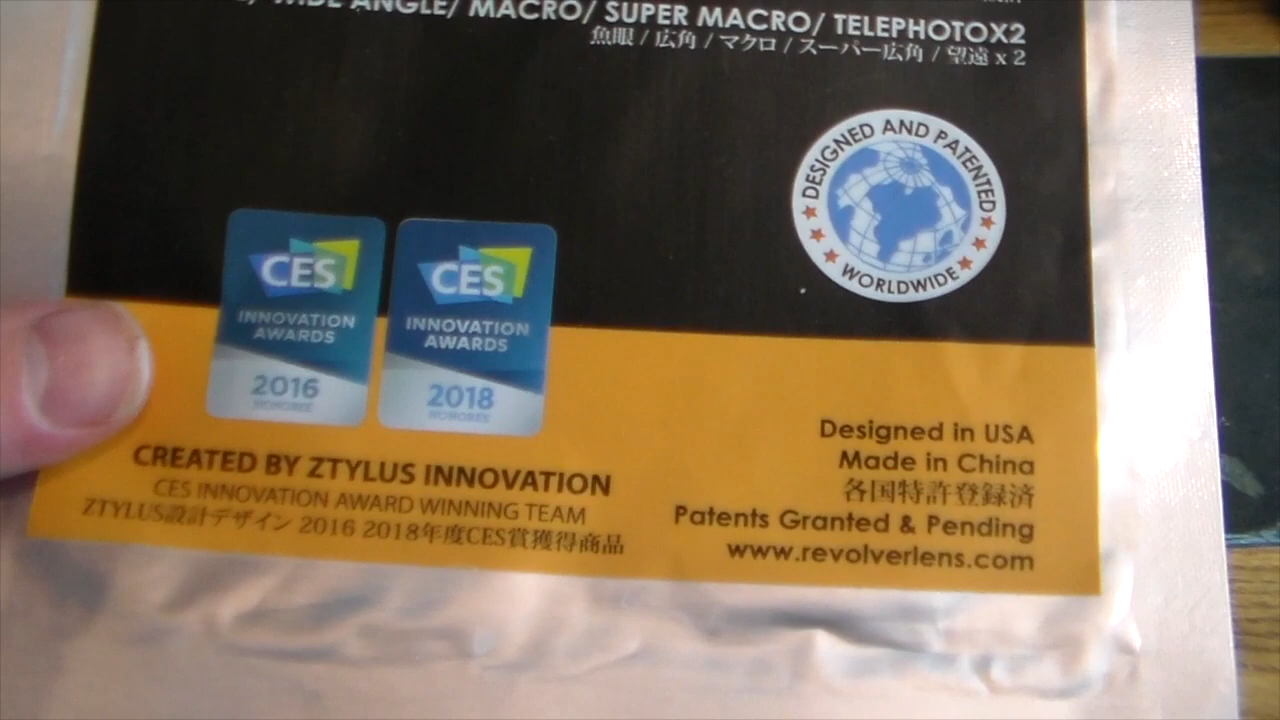 WIDE ANGLE/ MACRO/ SUPER MACRO/ TELEPHOTOX2
魚眼 / 広角 / マクロ / スーパー広角 / 望遠 x 2
DESIGNED AND PATENTED
WORLDWIDE
CES
INNOVATION
AWARDS
2016
HONOREE
CES
INNOVATION
AWARDS
2018
HONOREE
CREATED BY ZTYLUS INNOVATION
CES INNOVATION AWARD WINNING TEAM
ZTYLUS設計デザイン 2016 2018年度CES賞獲得商品
Designed in USA
Made in China
各国特許登録済
Patents Granted & Pending
www.revolverlens.com